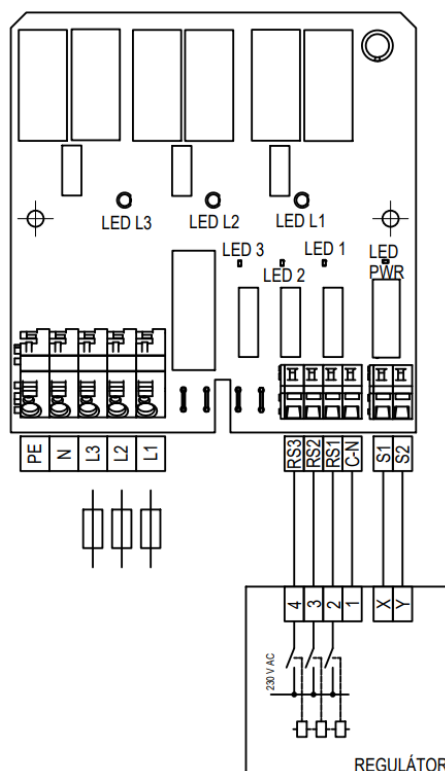 LED L3
LED L2
LED L1
LED 3
LED 2
LED 1
LED
PWR
PE
N
L3
L2
L1
RS3
RS2
RS1
C-N
S1
S2
4
3
2
1
X
Y
230 V AC
REGULÁTOR